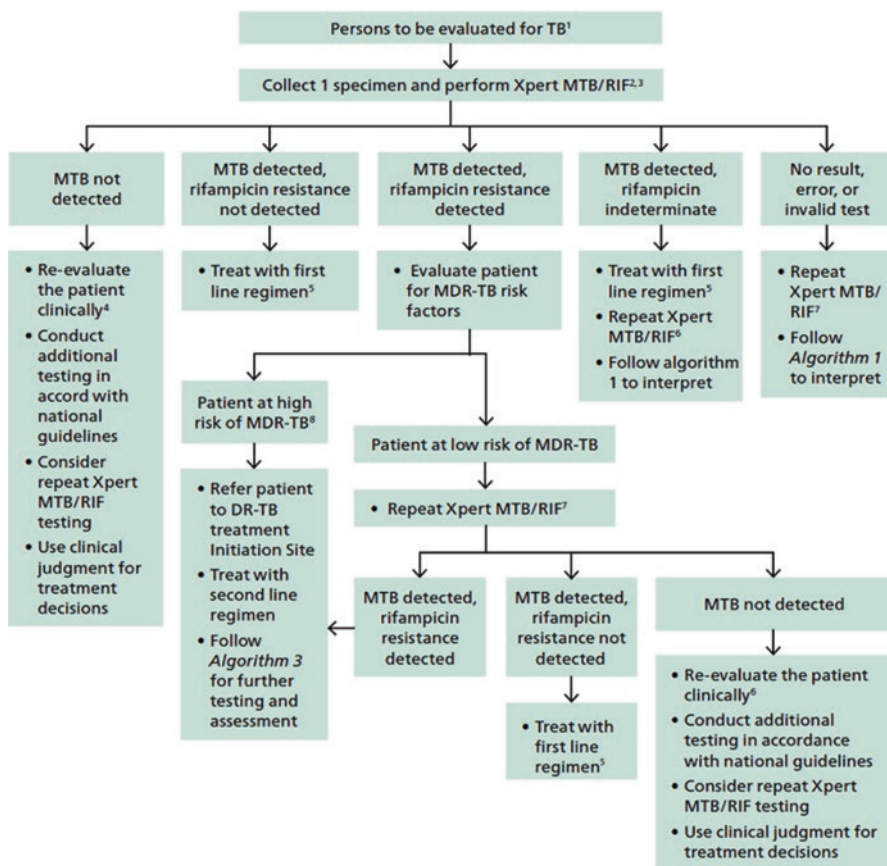 Persons to be evaluated for TB¹
Collect 1 specimen and perform Xpert MTB/RIF²,³
MTB not
detected
MTB detected,
rifampicin resistance
not detected
MTB detected,
rifampicin resistance
detected
MTB detected,
rifampicin
indeterminate
No result,
error, or
invalid test
• Re-evaluate
the patient
clinically⁴
• Conduct
additional
testing in
accord with
national
guidelines
• Consider
repeat Xpert
MTB/RIF
testing
• Use clinical
judgment for
treatment
decisions
• Treat with first
line regimen⁵
• Evaluate patient
for MDR-TB risk
factors
• Treat with first
line regimen⁵
• Repeat Xpert
MTB/RIF⁶
• Follow algorithm
1 to interpret
• Repeat
Xpert MTB/
RIF⁷
• Follow
Algorithm 1
to interpret
Patient at high
risk of MDR-TB⁸
Patient at low risk of MDR-TB
• Refer patient
to DR-TB
treatment
Initiation Site
• Treat with
second line
regimen
• Follow
Algorithm 3
for further
testing and
assessment
• Repeat Xpert MTB/RIF⁷
MTB detected,
rifampicin
resistance
detected
MTB detected,
rifampicin
resistance not
detected
MTB not detected
• Treat with
first line
regimen⁵
• Re-evaluate the patient
clinically⁶
• Conduct additional
testing in accordance
with national guidelines
• Consider repeat Xpert
MTB/RIF testing
• Use clinical judgment for
treatment decisions